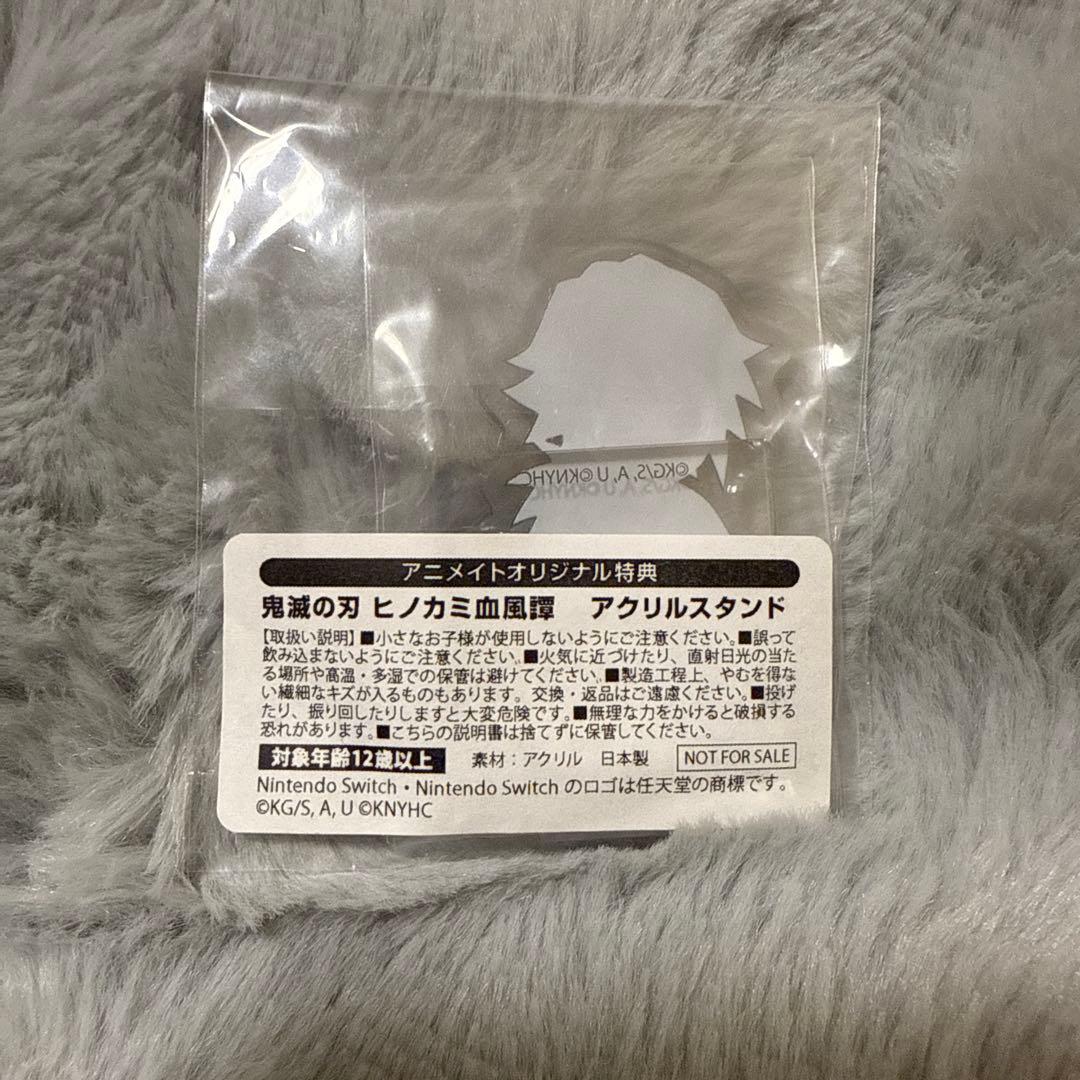 ©KG/S, A, U ©KNYHC
アニメイトオリジナル特典
鬼滅の刃 ヒノカミ血風譚 アクリルスタンド
【取扱い説明】■小さなお子様が使用しないようにご注意ください。■誤って
飲み込まないようにご注意ください。■火気に近づけたり、直射日光の当た
る場所や高温・多湿での保管は避けてください。■製造工程上、やむを得な
い繊細なキズが入るものもあります。交換・返品はご遠慮ください。■投げ
たり、振り回したりしますと大変危険です。■無理な力をかけると破損する
恐れがあります。■こちらの説明書は捨てずに保管してください。
対象年齢12歳以上 素材：アクリル 日本製 NOT FOR SALE
Nintendo Switch・Nintendo Switch のロゴは任天堂の商標です。
©KG/S, A, U ©KNYHC